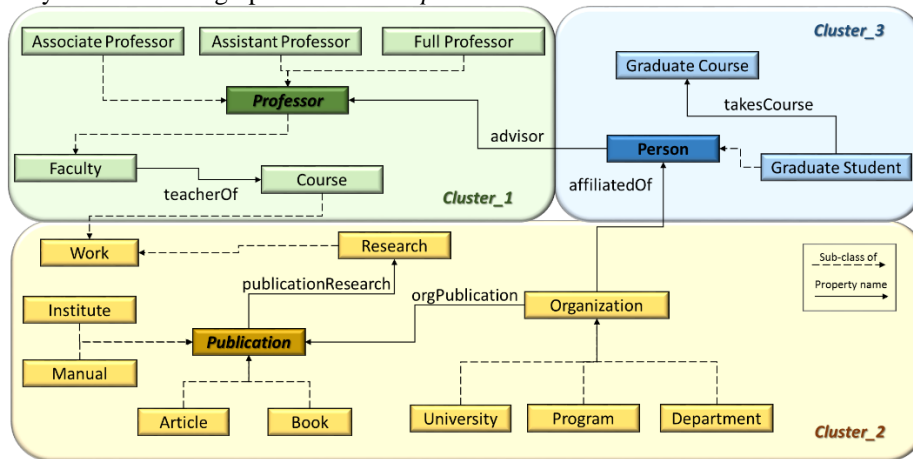 Associate Professor
Assistant Professor
Full Professor
Cluster_3
Graduate Course
Professor
takesCourse
advisor
Person
Faculty
Graduate Student
teacherOf
Course
affiliatedOf
Cluster_1
Work
Research
Sub-class of
Property name
publicationResearch
orgPublication
Institute
Organization
Publication
Manual
Article
Book
University
Program
Department
Cluster_2